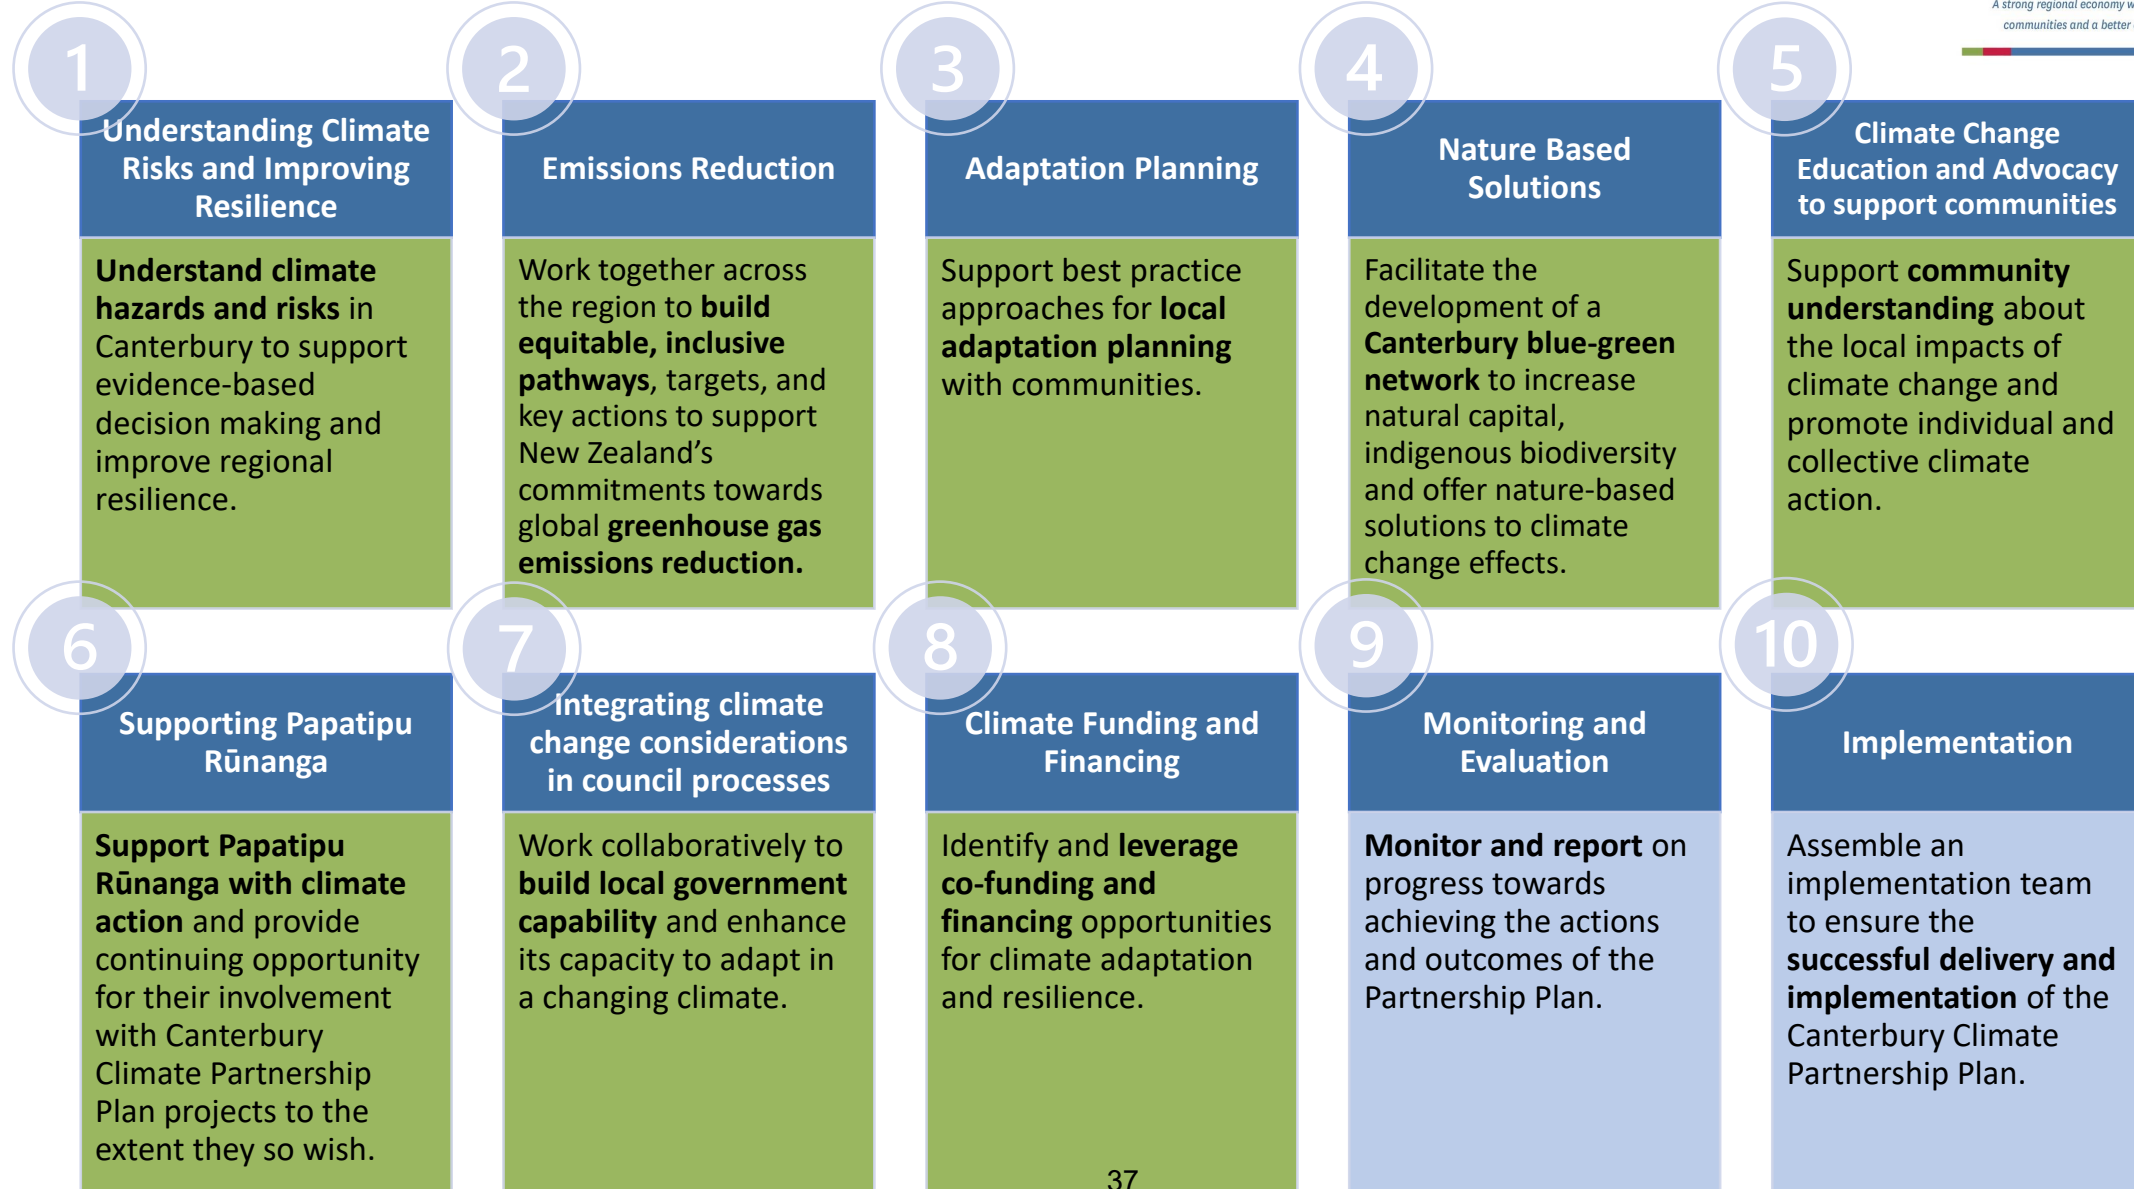 A strong regional economy w
communities and a better
1
Understanding Climate
Risks and Improving
Resilience
Understand climate
hazards and risks in
Canterbury to support
evidence-based
decision making and
improve regional
resilience.
2
Emissions Reduction
Work together across
the region to build
equitable, inclusive
pathways, targets, and
key actions to support
New Zealand’s
commitments towards
global greenhouse gas
emissions reduction.
3
Adaptation Planning
Support best practice
approaches for local
adaptation planning
with communities.
4
Nature Based
Solutions
Facilitate the
development of a
Canterbury blue-green
network to increase
natural capital,
indigenous biodiversity
and offer nature-based
solutions to climate
change effects.
5
Climate Change
Education and Advocacy
to support communities
Support community
understanding about
the local impacts of
climate change and
promote individual and
collective climate
action.
6
Supporting Papatipu
Rūnanga
Support Papatipu
Rūnanga with climate
action and provide
continuing opportunity
for their involvement
with Canterbury
Climate Partnership
Plan projects to the
extent they so wish.
7
Integrating climate
change considerations
in council processes
Work collaboratively to
build local government
capability and enhance
its capacity to adapt in
a changing climate.
8
Climate Funding and
Financing
Identify and leverage
co-funding and
financing opportunities
for climate adaptation
and resilience.
9
Monitoring and
Evaluation
Monitor and report on
progress towards
achieving the actions
and outcomes of the
Partnership Plan.
10
Implementation
Assemble an
implementation team
to ensure the
successful delivery and
implementation of the
Canterbury Climate
Partnership Plan.
37